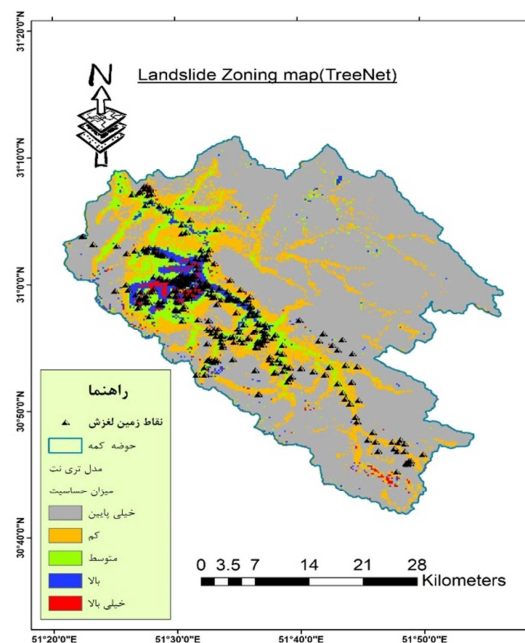 Landslide Zoning map(TreeNet)
N
31°20'0"N
31°10'0"N
31°0'0"N
30°50'0"N
30°40'0"N
راهنما
نقاط زمین لغزش
حوضه کمه
مدل تری نت
میزان حساسیت
خیلی پایین
کم
متوسط
بالا
خیلی بالا
0 3.5 7 14 21 28
Kilometers
51°20'0"E 51°30'0"E 51°40'0"E 51°50'0"E